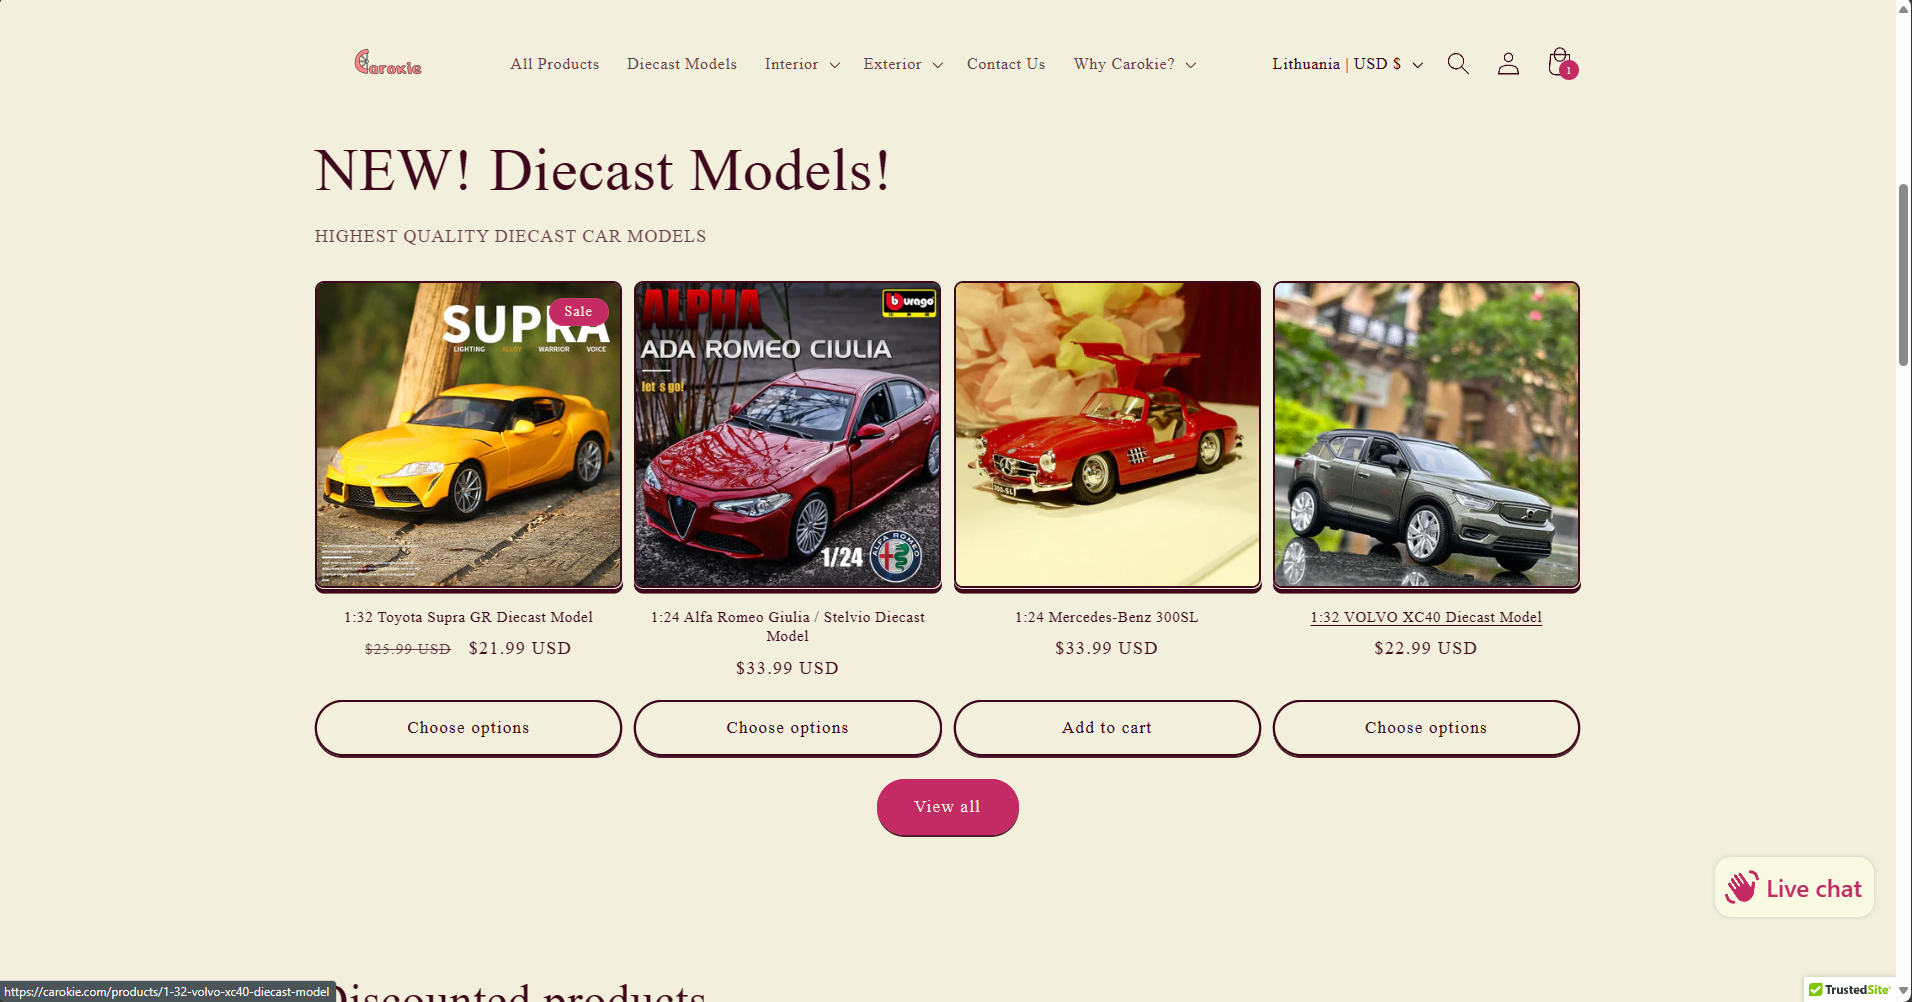 Carokie
All Products
Diecast Models
Interior
Exterior
Contact Us
Why Carokie?
Lithuania | USD $
1
NEW! Diecast Models!
HIGHEST QUALITY DIECAST CAR MODELS
Sale
SUPRA
LIGHTING ALLOY WARRIOR VOICE
ALPHA
burago
ADA ROMEO CIULIA
let s go!
1/24
ALFA ROMEO
300-SL
1:32 Toyota Supra GR Diecast Model
$25.99 USD $21.99 USD
Choose options
1:24 Alfa Romeo Giulia / Stelvio Diecast
Model
$33.99 USD
Choose options
1:24 Mercedes-Benz 300SL
$33.99 USD
Add to cart
1:32 VOLVO XC40 Diecast Model
$22.99 USD
Choose options
View all
Live chat
Discounted products
https://carokie.com/products/1-32-volvo-xc40-diecast-model
TrustedSite